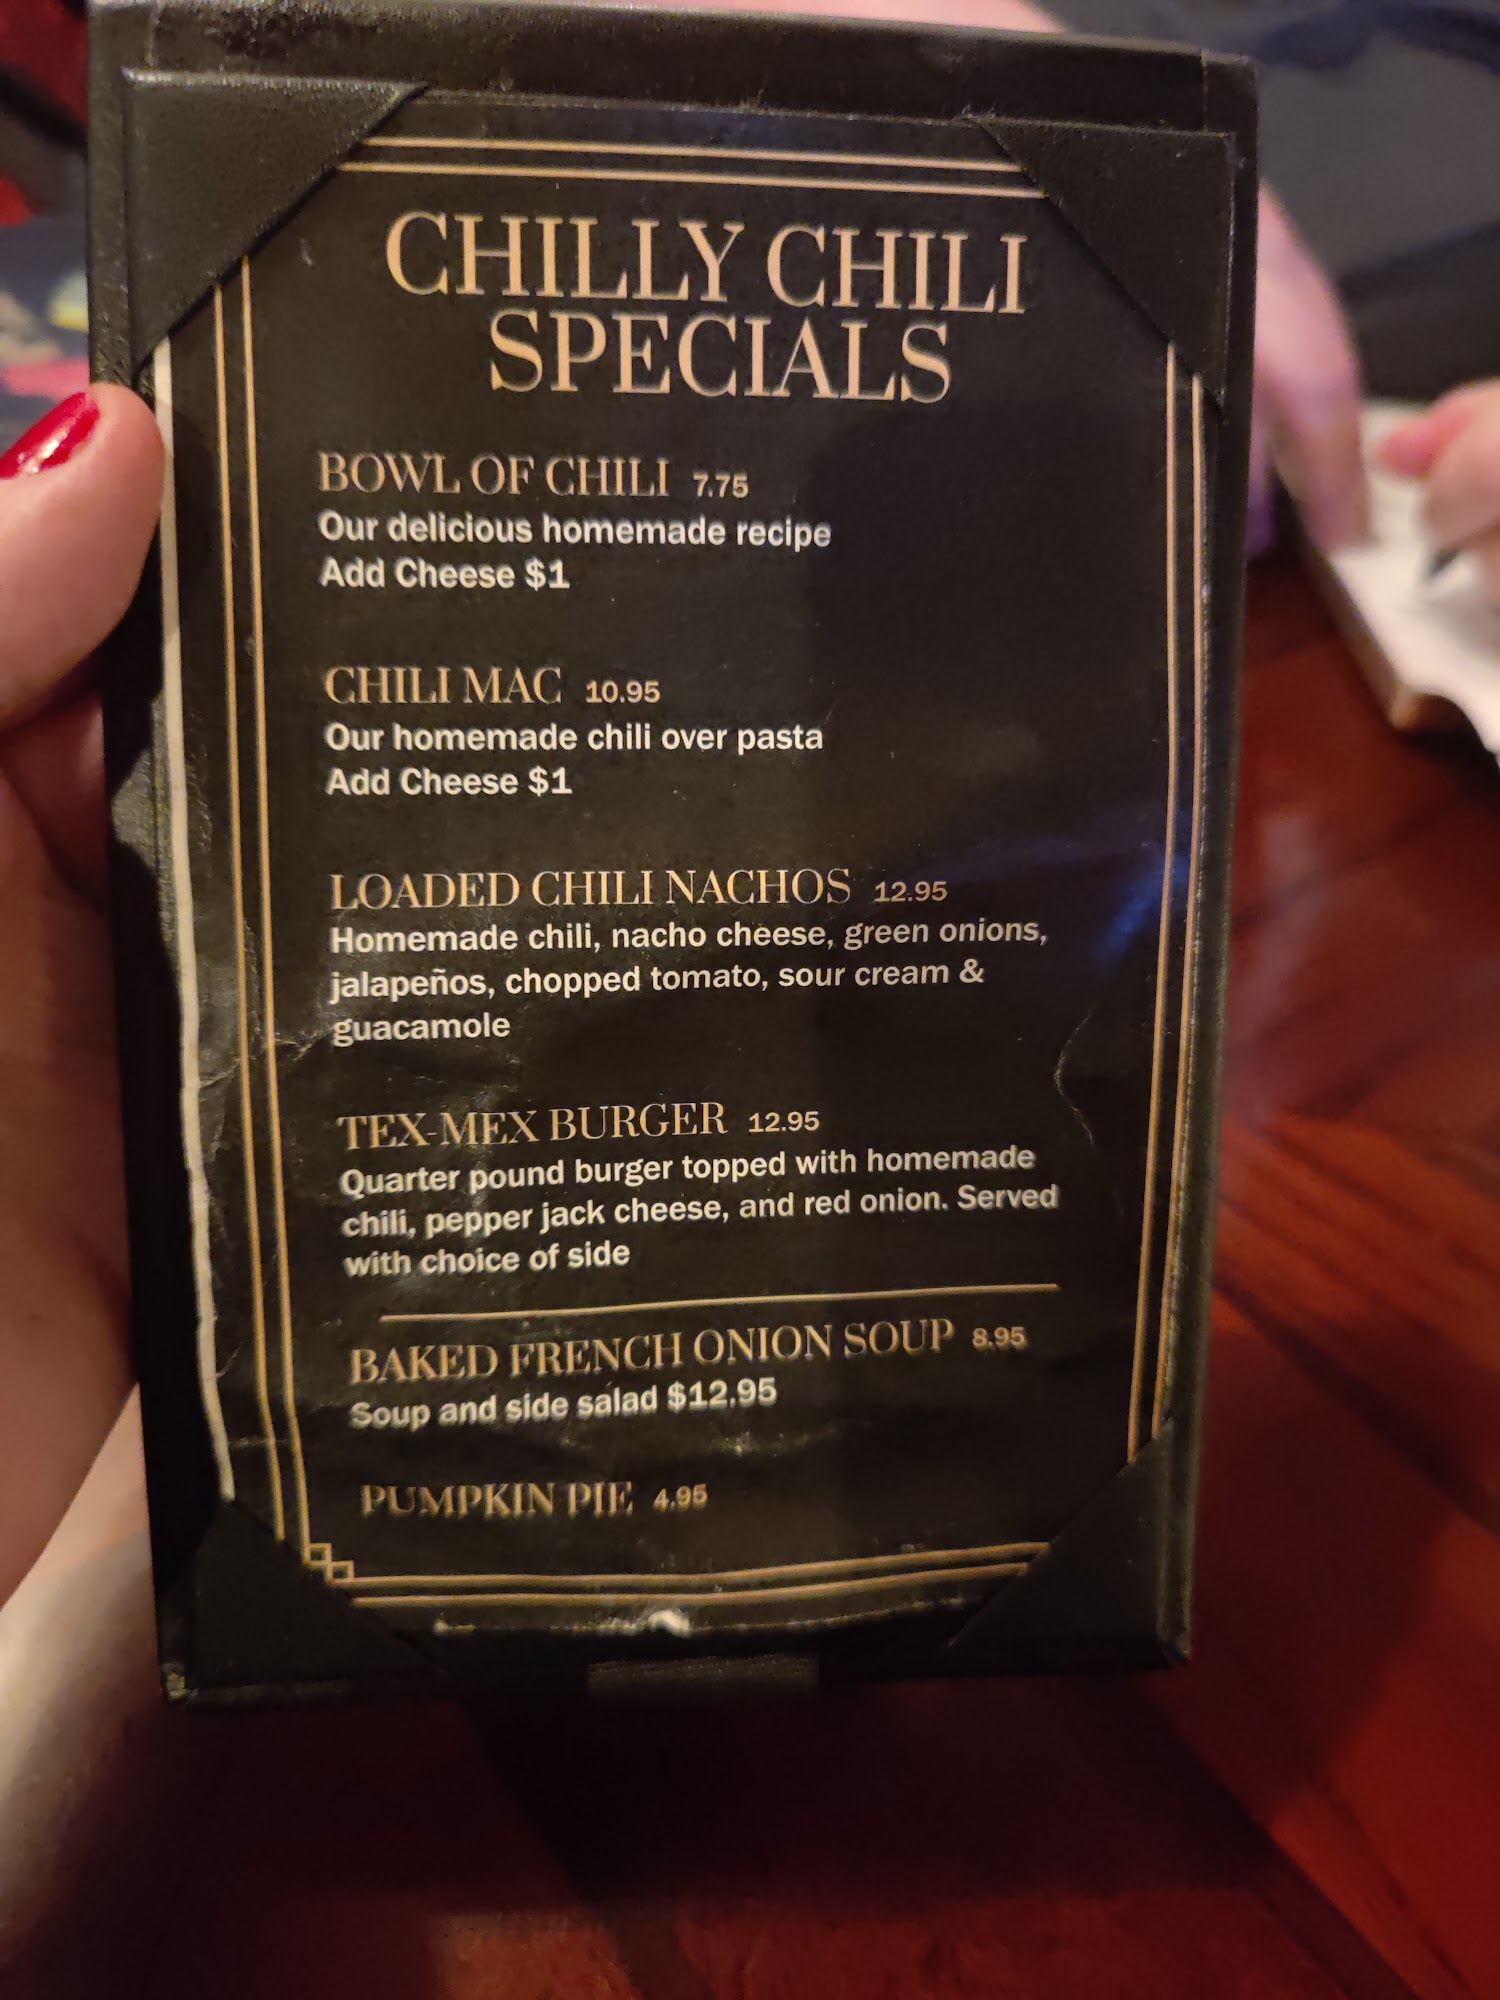 CHILLY CHILI
SPECIALS
BOWL OF CHILI 7.75
Our delicious homemade recipe
Add Cheese $1
CHILI MAC 10.95
Our homemade chili over pasta
Add Cheese $1
LOADED CHILI NACHOS 12.95
Homemade chili, nacho cheese, green onions,
jalapeños, chopped tomato, sour cream &
guacamole
TEX-MEX BURGER 12.95
Quarter pound burger topped with homemade
chili, pepper jack cheese, and red onion. Served
with choice of side
BAKED FRENCH ONION SOUP 8.95
Soup and side salad $12.95
PUMPKIN PIE 4.95